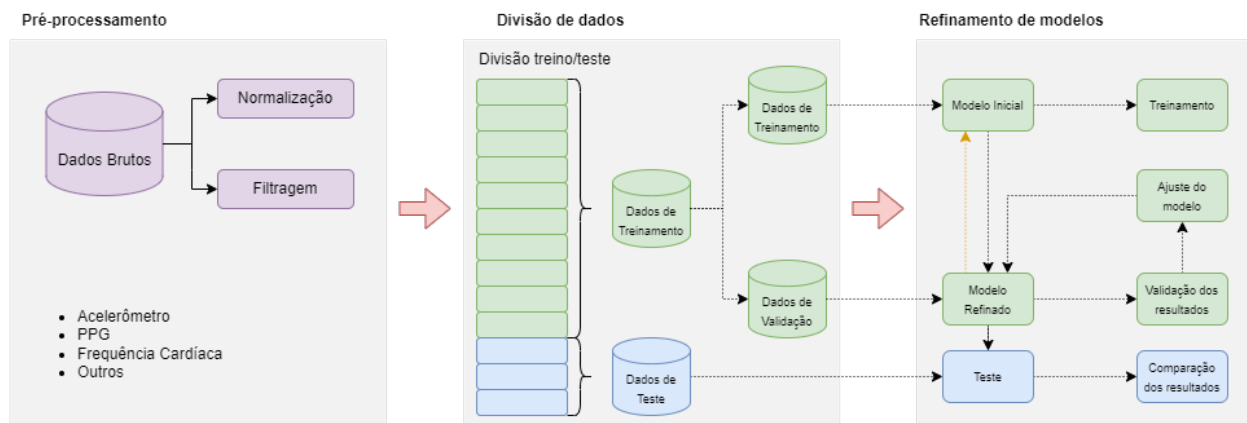 Pré-processamento
Dados Brutos
Normalização
Filtragem
• Acelerômetro
• PPG
• Frequência Cardíaca
• Outros
Divisão de dados
Divisão treino/teste
Dados de
Treinamento
Dados de
Treinamento
Dados de
Validação
Dados de
Teste
Refinamento de modelos
Modelo Inicial
Treinamento
Ajuste do
modelo
Modelo
Refinado
Validação dos
resultados
Teste
Comparação
dos resultados